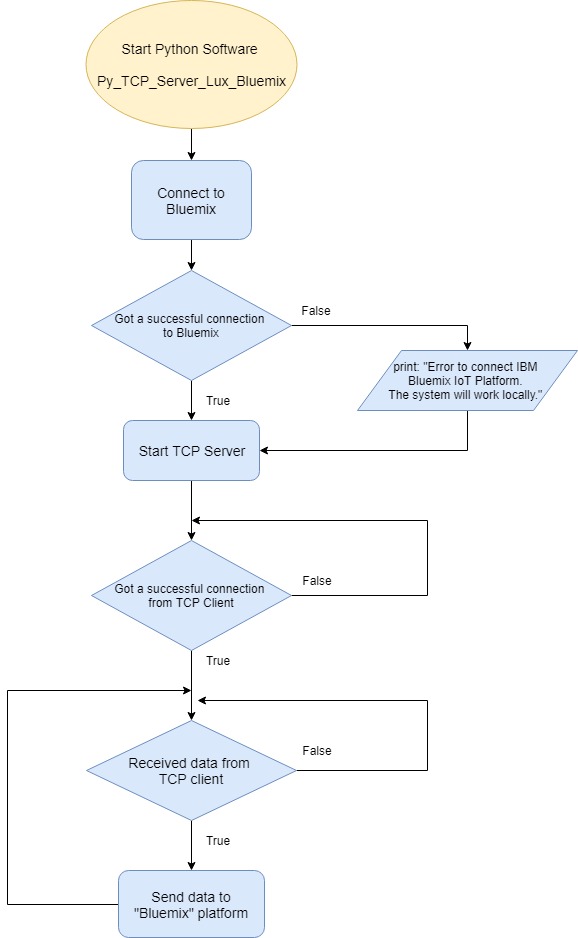 Start Python Software
Py_TCP_Server_Lux_Bluemix
Connect to
Bluemix
Got a successful connection
to Bluemix
False
print: "Error to connect IBM
Bluemix IoT Platform.
The system will work locally."
True
Start TCP Server
Got a successful connection
from TCP Client
False
True
Received data from
TCP client
False
True
Send data to
"Bluemix" platform